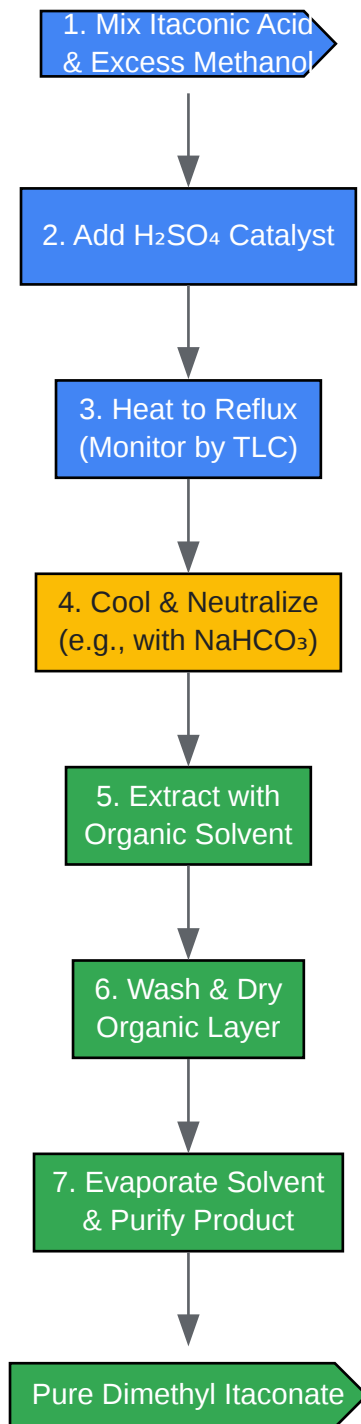 1. Mix Itaconic Acid
& Excess Methanol
2. Add H₂SO₄ Catalyst
3. Heat to Reflux
(Monitor by TLC)
4. Cool & Neutralize
(e.g., with NaHCO₃)
5. Extract with
Organic Solvent
6. Wash & Dry
Organic Layer
7. Evaporate Solvent
& Purify Product
Pure Dimethyl Itaconate